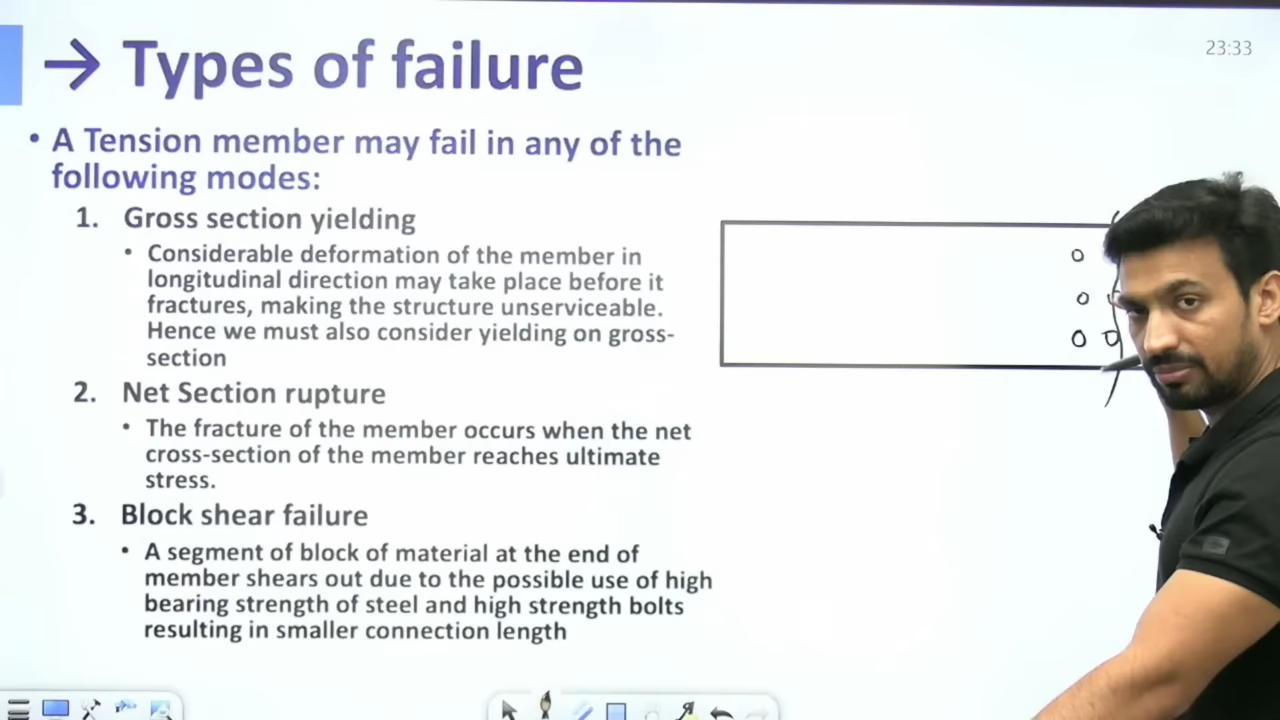 23:33
→ Types of failure
• A Tension member may fail in any of the
following modes:
1. Gross section yielding
• Considerable deformation of the member in
longitudinal direction may take place before it
fractures, making the structure unserviceable.
Hence we must also consider yielding on gross-
section
2. Net Section rupture
• The fracture of the member occurs when the net
cross-section of the member reaches ultimate
stress.
3. Block shear failure
• A segment of block of material at the end of
member shears out due to the possible use of high
bearing strength of steel and high strength bolts
resulting in smaller connection length